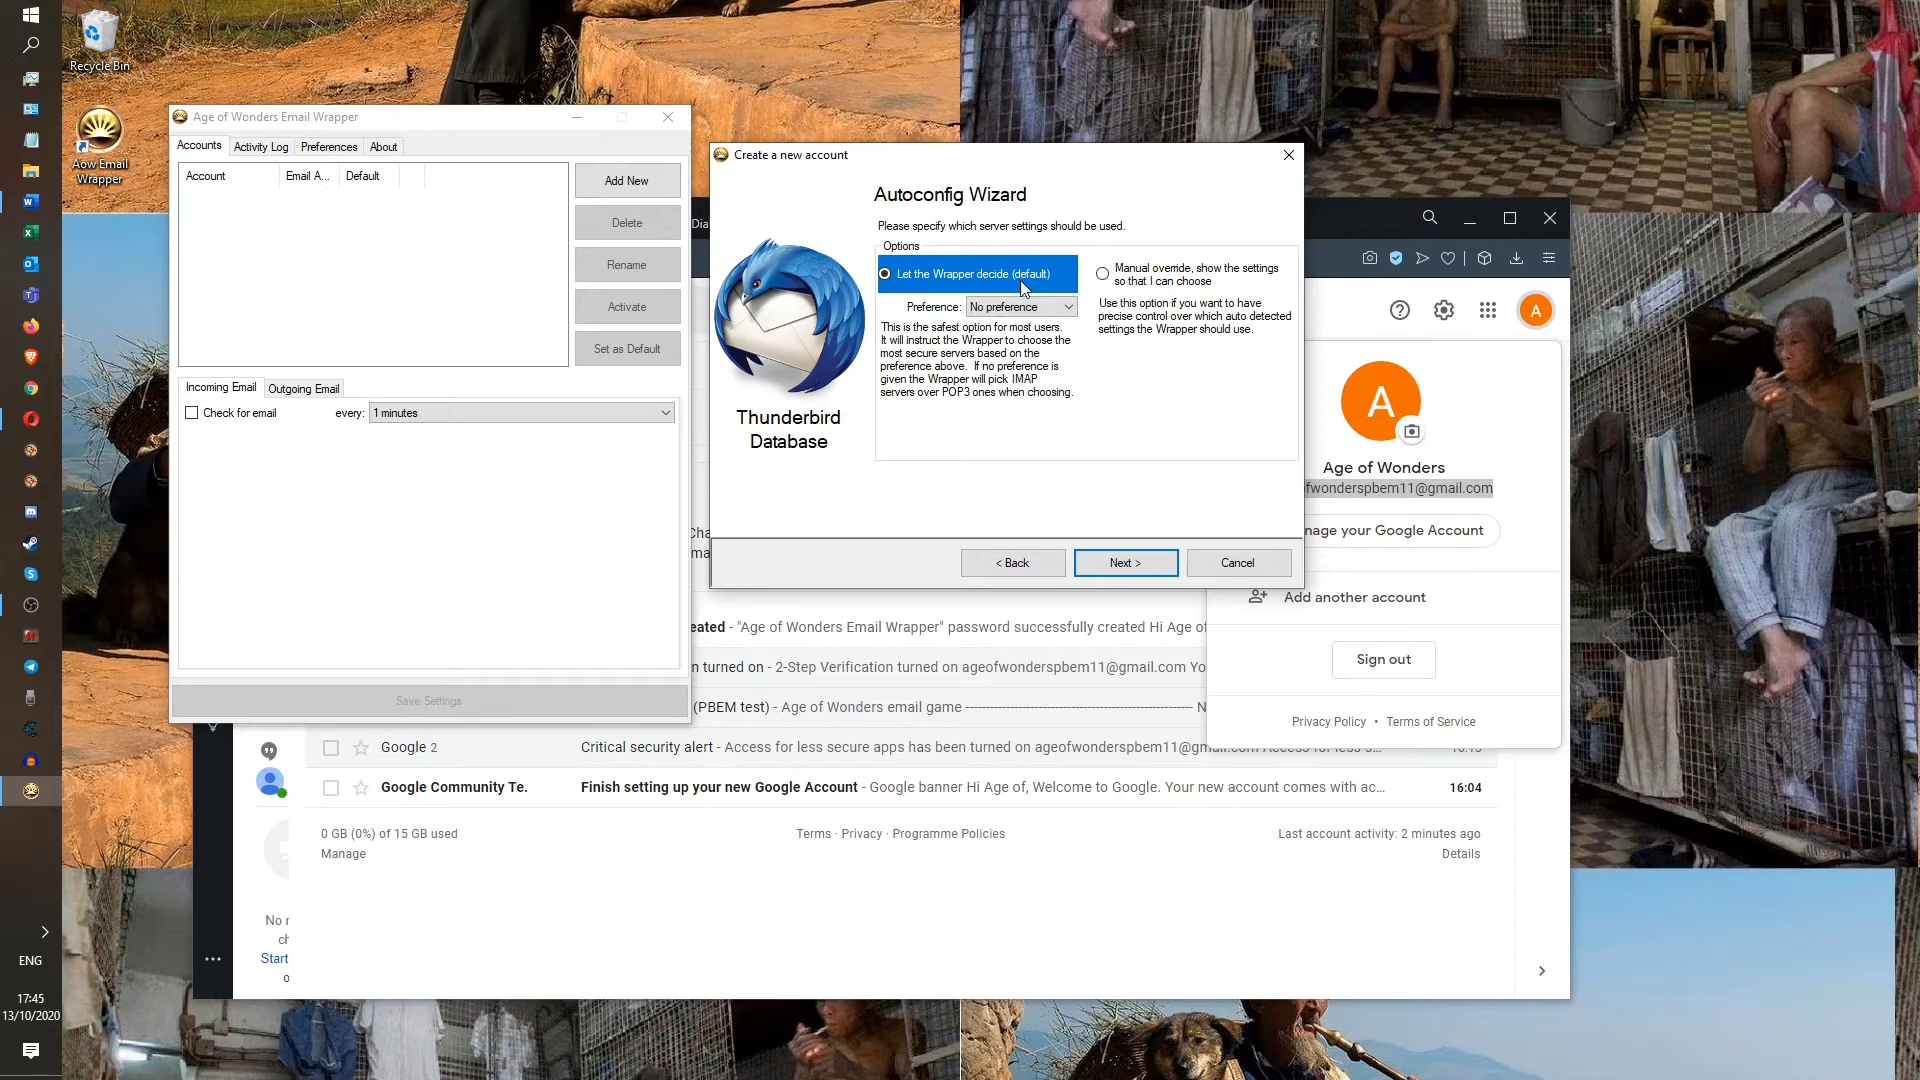 Recycle Bin
Aow Email
Wrapper
ENG
17:45
13/10/2020
Age of Wonders Email Wrapper
Accounts
Activity Log
Preferences
About
Account
Email A...
Default
Add New
Delete
Rename
Activate
Set as Default
Incoming Email
Outgoing Email
Check for email
every:
1 minutes
Save Settings
Create a new account
Autoconfig Wizard
Please specify which server settings should be used.
Options
Let the Wrapper decide (default)
Preference:
No preference
This is the safest option for most users.
It will instruct the Wrapper to choose the
most secure servers based on the
preference above. If no preference is
given the Wrapper will pick IMAP
servers over POP3 ones when choosing.
Manual override, show the settings
so that I can choose
Use this option if you want to have
precise control over which auto detected
settings the Wrapper should use.
Thunderbird
Database
< Back
Next >
Cancel
Dia
A
A
Age of Wonders
fwonderspbem11@gmail.com
nage your Google Account
Add another account
Sign out
Privacy Policy • Terms of Service
Cha
ma
eated - "Age of Wonders Email Wrapper" password successfully created Hi Age of
n turned on - 2-Step Verification turned on ageofwonderspbem11@gmail.com Yo
(PBEM test) - Age of Wonders email game ------------------------------------------------------ N
Google 2
Critical security alert - Access for less secure apps has been turned on ageofwonderspbem11@gmail.com
Google Community Te.
Finish setting up your new Google Account - Google banner Hi Age of, Welcome to Google. Your new account comes with ac...
16:04
0 GB (0%) of 15 GB used
Manage
Terms · Privacy · Programme Policies
Last account activity: 2 minutes ago
Details
No r
ch
Start
o